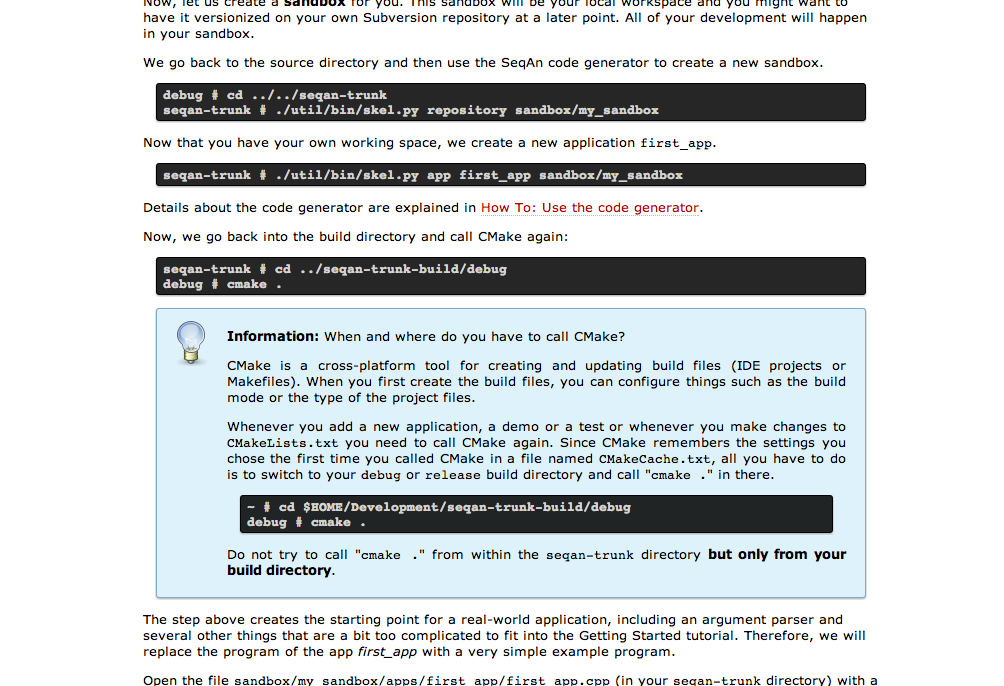 Now, let us create a sandbox for you. This sandbox will be your local workspace and you might want to
have it versionized on your own Subversion repository at a later point. All of your development will happen
in your sandbox.
We go back to the source directory and then use the SeqAn code generator to create a new sandbox.
debug # cd ../../seqan-trunk
seqan-trunk # ./util/bin/skel.py repository sandbox/my_sandbox
Now that you have your own working space, we create a new application first_app.
seqan-trunk # ./util/bin/skel.py app first_app sandbox/my_sandbox
Details about the code generator are explained in How To: Use the code generator.
Now, we go back into the build directory and call CMake again:
seqan-trunk # cd ../seqan-trunk-build/debug
debug # cmake .
Information: When and where do you have to call CMake?
CMake is a cross-platform tool for creating and updating build files (IDE projects or
Makefiles). When you first create the build files, you can configure things such as the build
mode or the type of the project files.
Whenever you add a new application, a demo or a test or whenever you make changes to
CMakeLists.txt you need to call CMake again. Since CMake remembers the settings you
chose the first time you called CMake in a file named CMakeCache.txt, all you have to do
is to switch to your debug or release build directory and call "cmake ." in there.
~ # cd $HOME/Development/seqan-trunk-build/debug
debug # cmake .
Do not try to call "cmake ." from within the seqan-trunk directory but only from your
build directory.
The step above creates the starting point for a real-world application, including an argument parser and
several other things that are a bit too complicated to fit into the Getting Started tutorial. Therefore, we will
replace the program of the app first_app with a very simple example program.
Open the file sandbox/my_sandbox/apps/first_app/first_app.cpp (in your seqan-trunk directory) with a